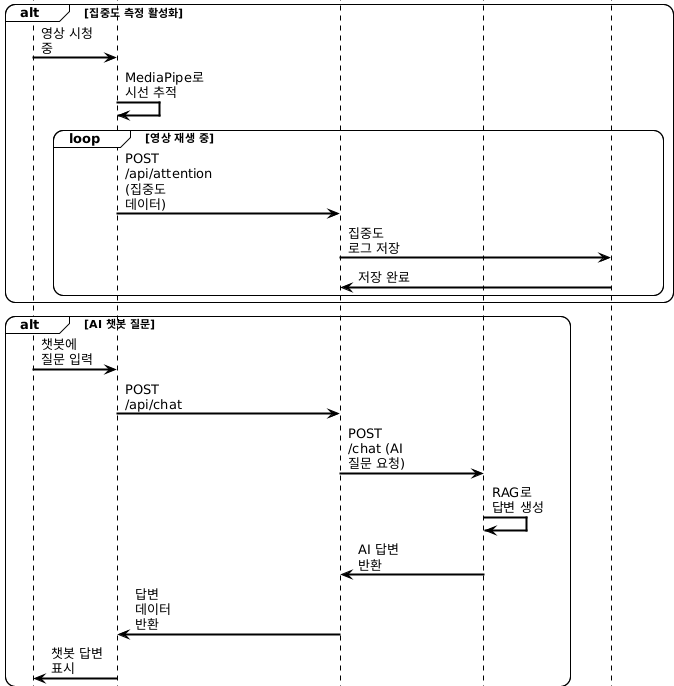 alt [집중도 측정 활성화]
영상 시청
중
MediaPipe로
시선 추적
loop [영상 재생 중]
POST
/api/attention
(집중도
데이터)
집중도
로그 저장
저장 완료
alt [AI 챗봇 질문]
챗봇에
질문 입력
POST
/api/chat
POST
/chat (AI
질문 요청)
RAG로
답변 생성
AI 답변
반환
답변
데이터
반환
챗봇 답변
표시